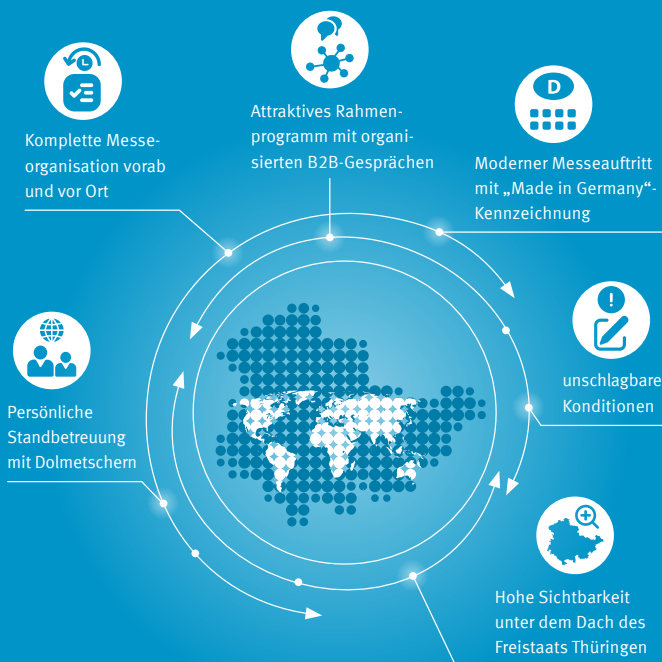 Komplette Messe-
organisation vorab
und vor Ort
Attraktives Rahmen-
programm mit organi-
sierten B2B-Gesprächen
D
Moderner Messeauftritt
mit „Made in Germany“-
Kennzeichnung
!
unschlagbare
Konditionen
Persönliche
Standbetreuung
mit Dolmetschern
Hohe Sichtbarkeit
unter dem Dach des
Freistaats Thüringen